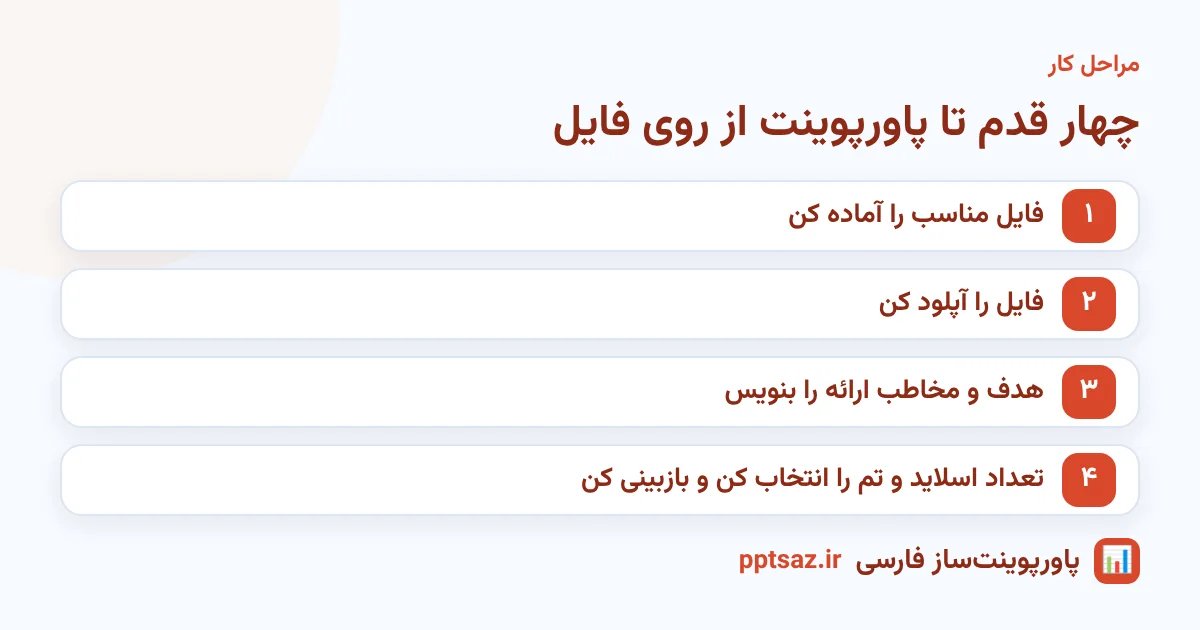 مراحل کار
چهار قدم تا پاورپوینت از روی فایل
۱ فایل مناسب را آماده کن
۲ فایل را آپلود کن
۳ هدف و مخاطب ارائه را بنویس
۴ تعداد اسلاید و تم را انتخاب کن و بازبینی کن
پاورپوینت‌ساز فارسی pptsaz.ir